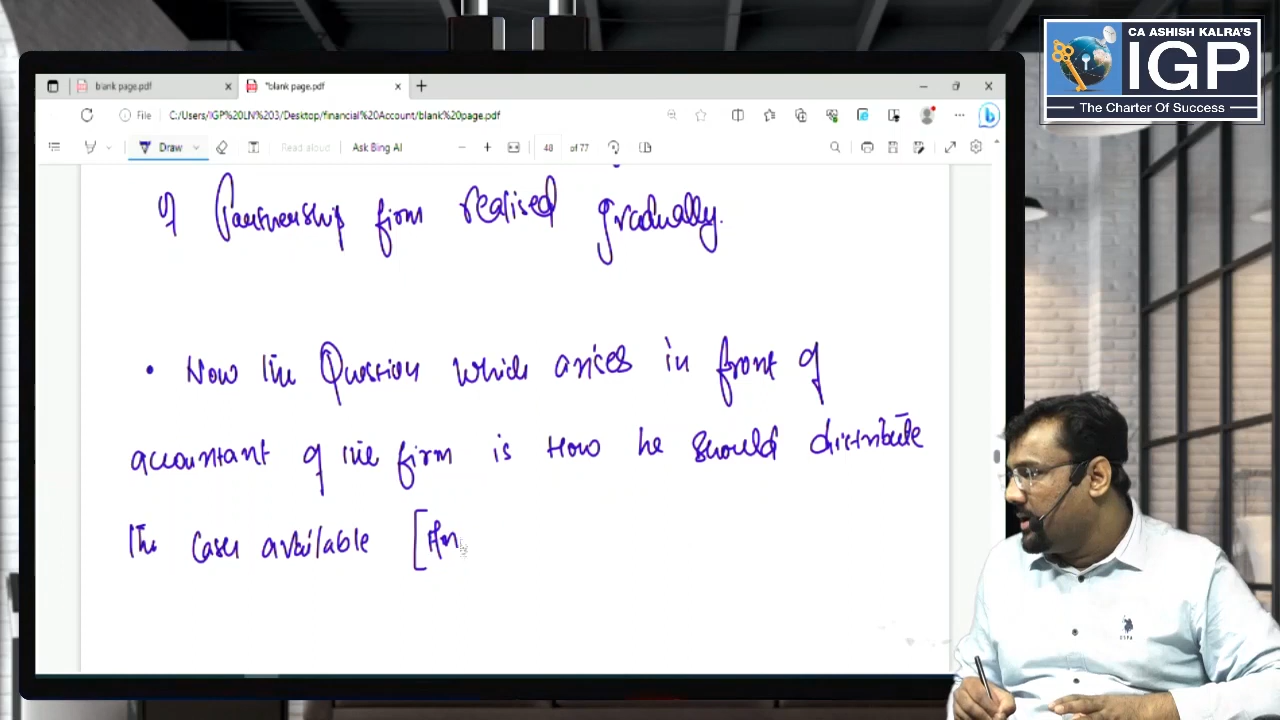 CA ASHISH KALRA'S
IGP
The Charter Of Success
blank page.pdf
*blank page.pdf
File
C:/Users/IGP%20LN%203/Desktop/financial%20Account/blank%20page.pdf
Draw
Read aloud
Ask Bing AI
48 of 77
of Partnership firm realised gradually.
• Now the Question which arises in front of
accountant of the firm is How he should distribute
The Cash available [Am